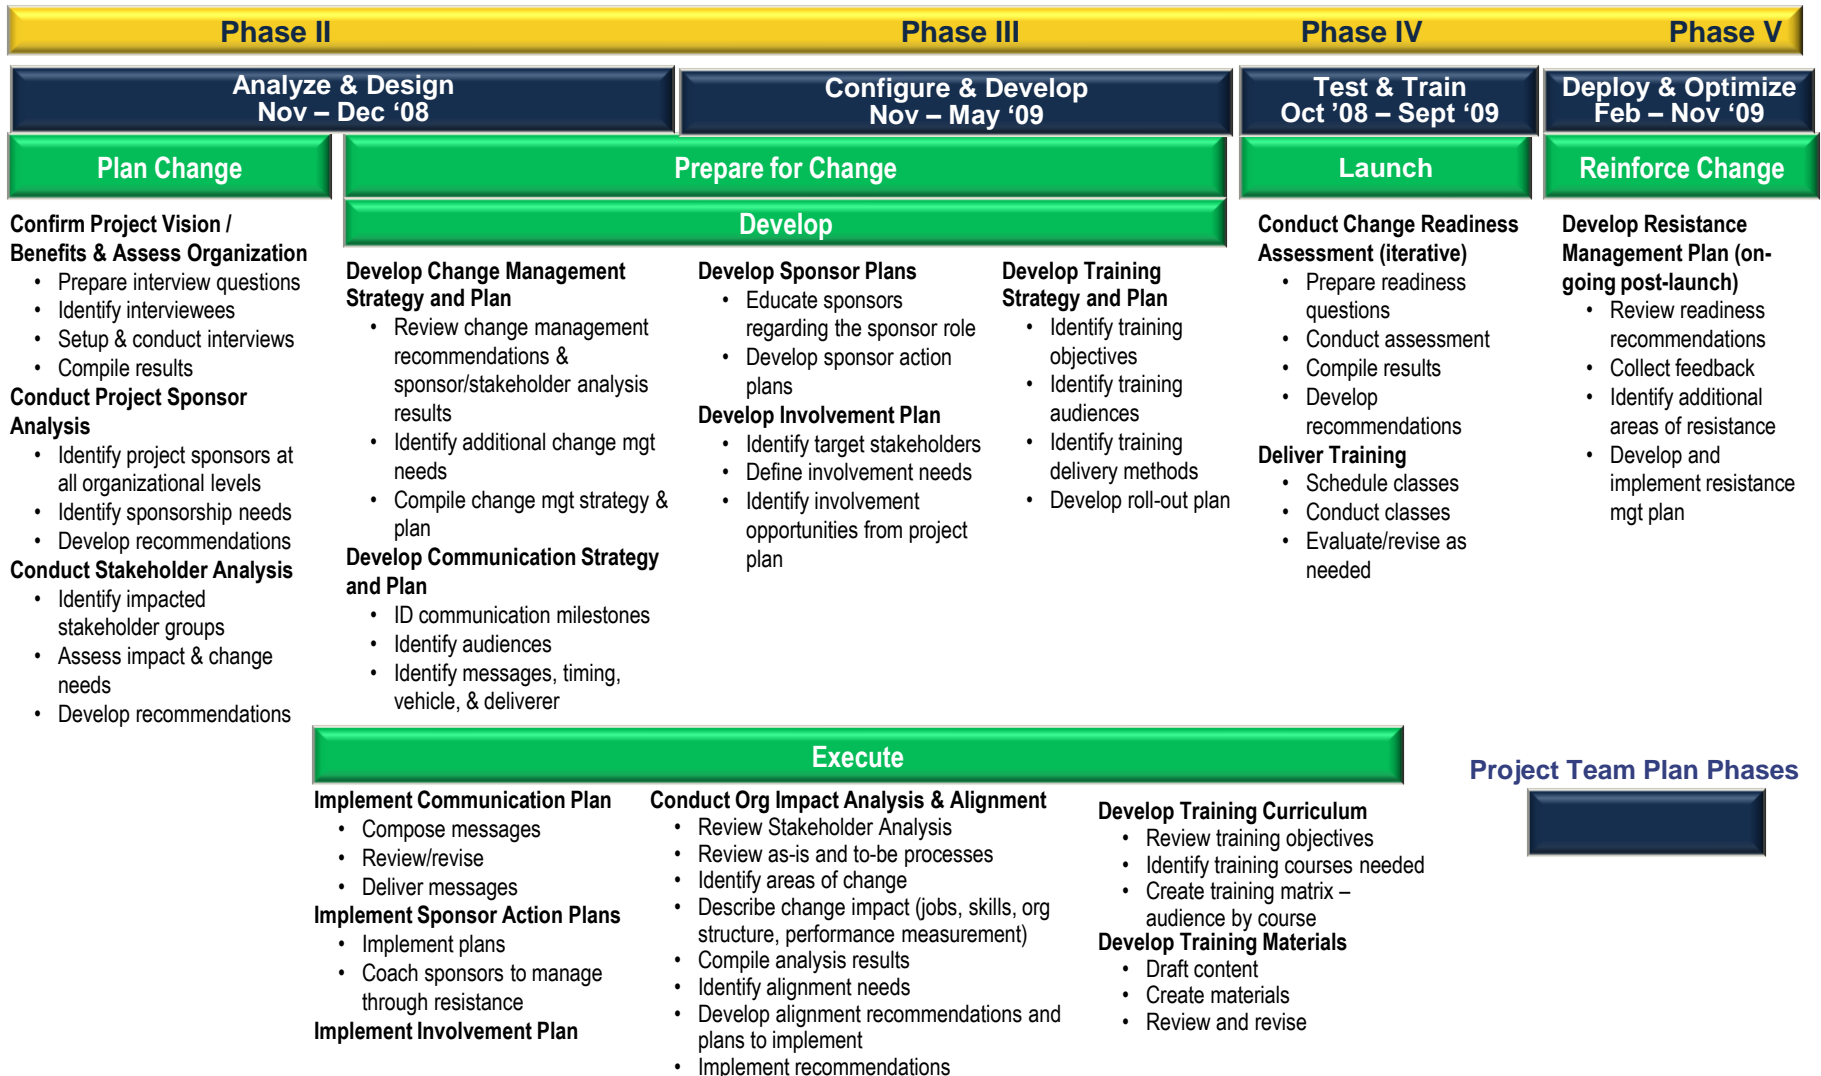 Phase II
Phase III
Phase IV
Phase V
Analyze & Design
Nov – Dec ‘08
Configure & Develop
Nov – May ‘09
Test & Train
Oct ’08 – Sept ‘09
Deploy & Optimize
Feb – Nov ‘09
Plan Change
Prepare for Change
Launch
Reinforce Change
Develop
Confirm Project Vision /
Benefits & Assess Organization
• Prepare interview questions
• Identify interviewees
• Setup & conduct interviews
• Compile results
Conduct Project Sponsor
Analysis
• Identify project sponsors at
all organizational levels
• Identify sponsorship needs
• Develop recommendations
Conduct Stakeholder Analysis
• Identify impacted
stakeholder groups
• Assess impact & change
needs
• Develop recommendations
Develop Change Management
Strategy and Plan
• Review change management
recommendations &
sponsor/stakeholder analysis
results
• Identify additional change mgt
needs
• Compile change mgt strategy &
plan
Develop Communication Strategy
and Plan
• ID communication milestones
• Identify audiences
• Identify messages, timing,
vehicle, & deliverer
Develop Sponsor Plans
• Educate sponsors
regarding the sponsor role
• Develop sponsor action
plans
Develop Involvement Plan
• Identify target stakeholders
• Define involvement needs
• Identify involvement
opportunities from project
plan
Develop Training
Strategy and Plan
• Identify training
objectives
• Identify training
audiences
• Identify training
delivery methods
• Develop roll-out plan
Conduct Change Readiness
Assessment (iterative)
• Prepare readiness
questions
• Conduct assessment
• Compile results
• Develop
recommendations
Deliver Training
• Schedule classes
• Conduct classes
• Evaluate/revise as
needed
Develop Resistance
Management Plan (on-
going post-launch)
• Review readiness
recommendations
• Collect feedback
• Identify additional
areas of resistance
• Develop and
implement resistance
mgt plan
Execute
Implement Communication Plan
• Compose messages
• Review/revise
• Deliver messages
Implement Sponsor Action Plans
• Implement plans
• Coach sponsors to manage
through resistance
Implement Involvement Plan
Conduct Org Impact Analysis & Alignment
• Review Stakeholder Analysis
• Review as-is and to-be processes
• Identify areas of change
• Describe change impact (jobs, skills, org
structure, performance measurement)
• Compile analysis results
• Identify alignment needs
• Develop alignment recommendations and
plans to implement
• Implement recommendations
Develop Training Curriculum
• Review training objectives
• Identify training courses needed
• Create training matrix –
audience by course
Develop Training Materials
• Draft content
• Create materials
• Review and revise
Project Team Plan Phases